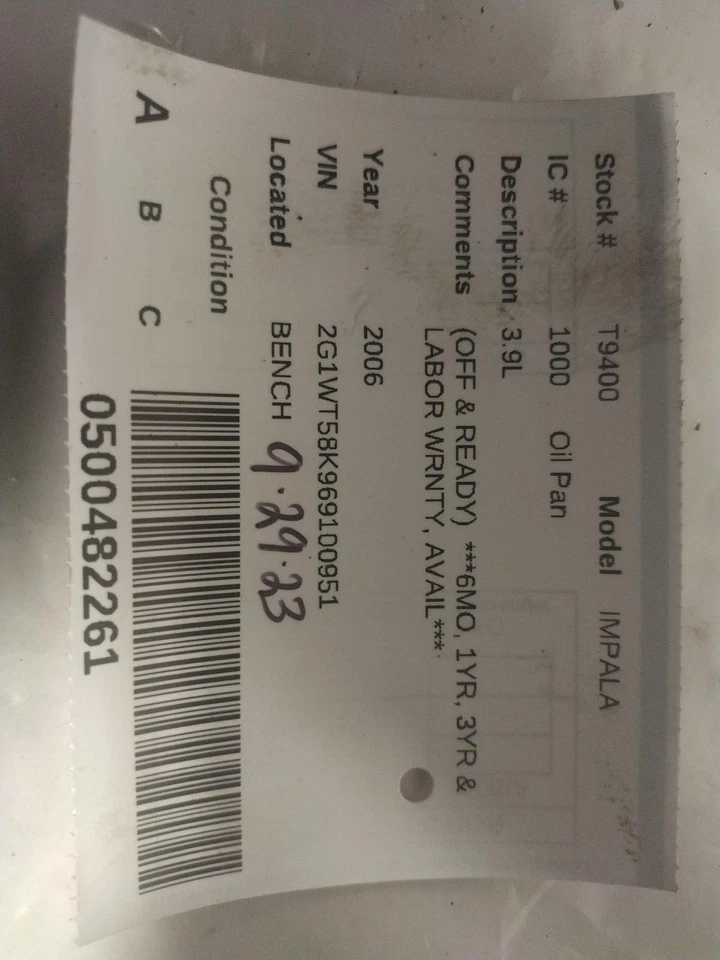 Stock # T9400 Model IMPALA
IC # 1000 Oil Pan
Description 3.9L
Comments (OFF & READY) ***6MO, 1YR, 3YR &
LABOR WRNTY, AVAIL***
Year 2006
VIN 2G1WT58K969100951
Located BENCH 9.29.23
Condition
A B C
0500482261